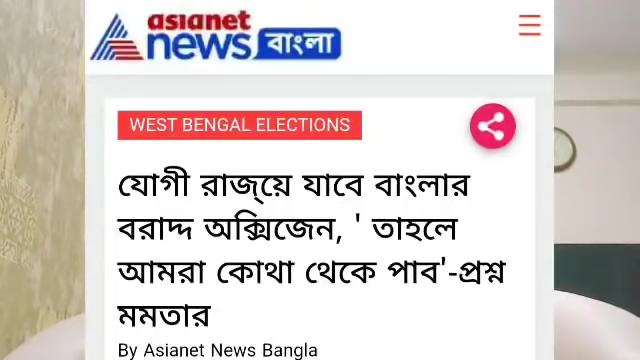 asianet
news বাংলা
WEST BENGAL ELECTIONS
যোগী রাজ্য়ে যাবে বাংলার
বরাদ্দ অক্সিজেন, ' তাহলে
আমরা কোথা থেকে পাব'-প্রশ্ন
মমতার
By Asianet News Bangla